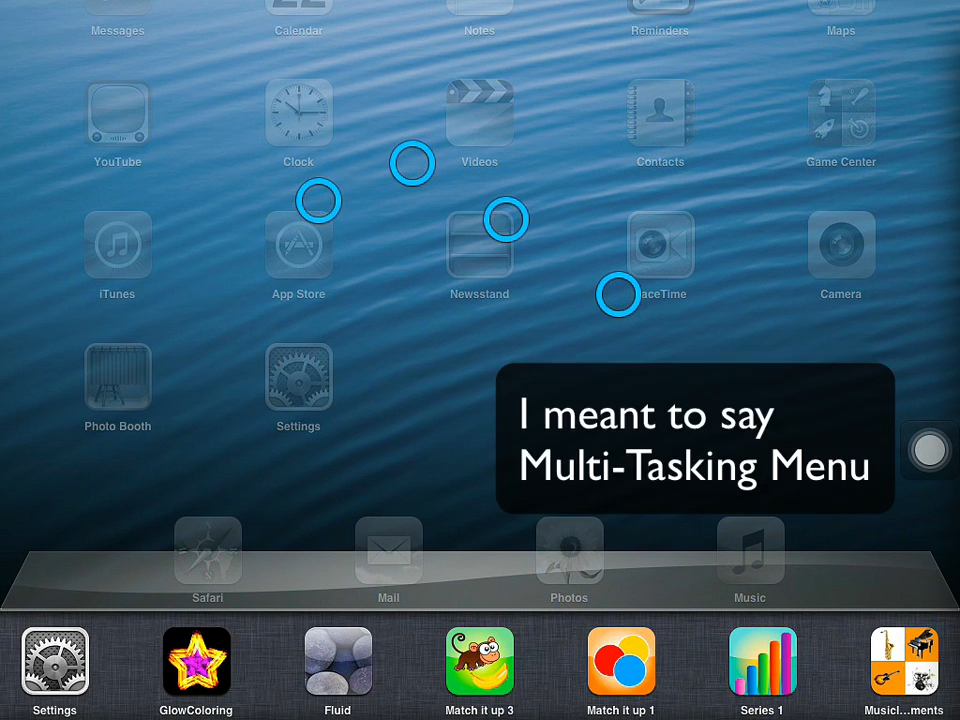 Messages
Calendar
Notes
Reminders
Maps
YouTube
Clock
Videos
Contacts
Game Center
iTunes
App Store
Newsstand
aceTime
Camera
Photo Booth
Settings
I meant to say
Multi-Tasking Menu
Safari
Mail
Photos
Music
Settings
GlowColoring
Fluid
Match it up 3
Match it up 1
Series 1
Musicl...ments